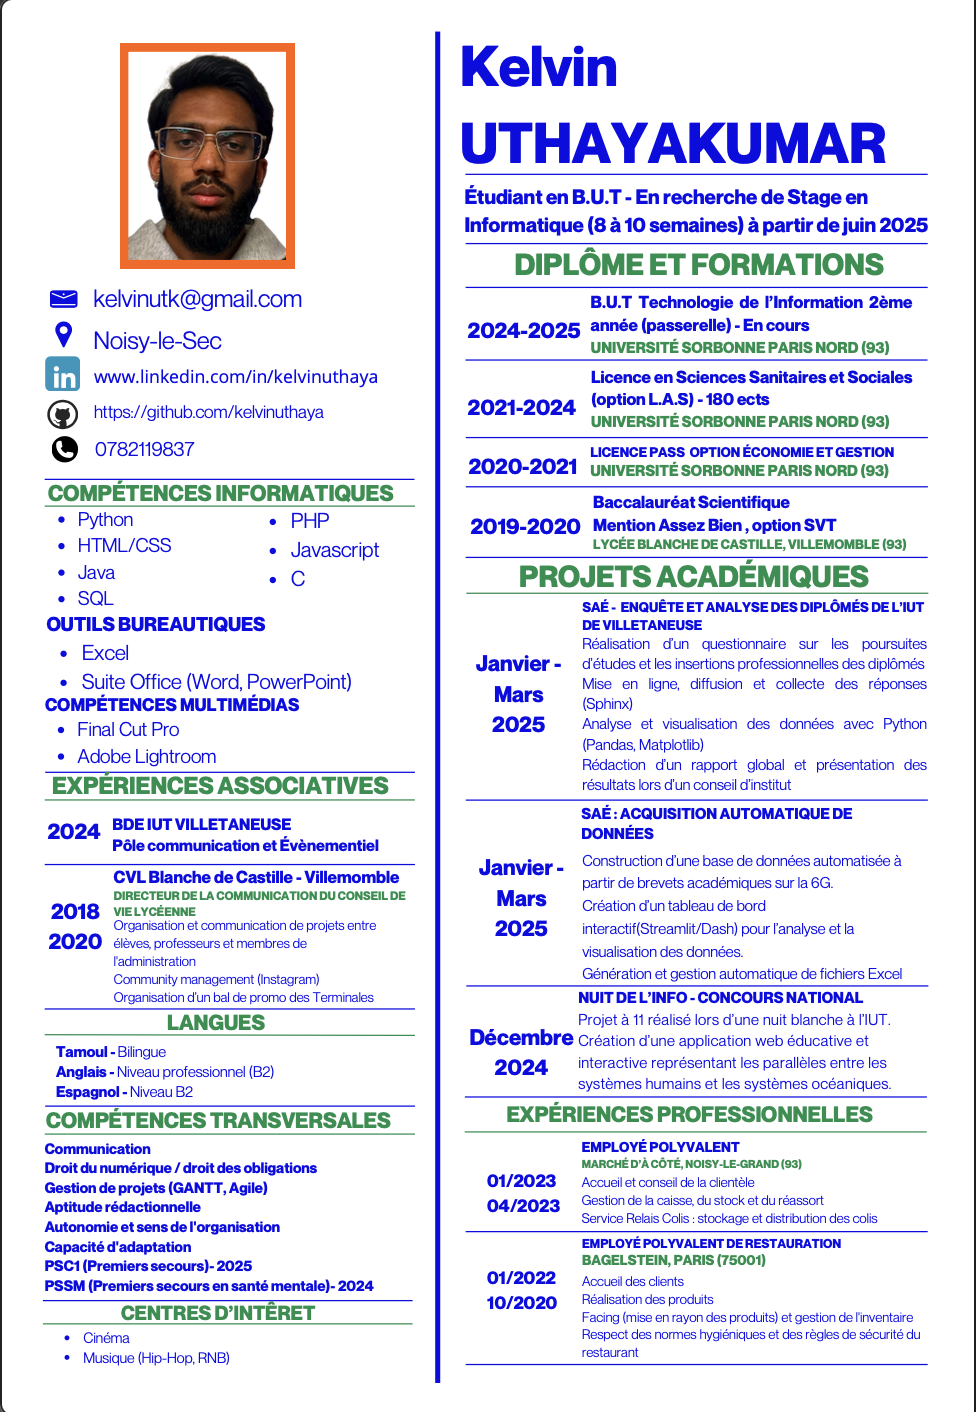 kelvinutk@gmail.com
Noisy-le-Sec
www.linkedin.com/in/kelvinuthaya
https://github.com/kelvinuthaya
0782119837
COMPÉTENCES INFORMATIQUES
• Python
• HTML/CSS
• Java
• SQL
• PHP
• Javascript
• C
OUTILS BUREAUTIQUES
• Excel
• Suite Office (Word, PowerPoint)
COMPÉTENCES MULTIMÉDIAS
• Final Cut Pro
• Adobe Lightroom
EXPÉRIENCES ASSOCIATIVES
2024
BDE IUT VILLETANEUSE
Pôle communication et Évènementiel
2018
2020
CVL Blanche de Castille - Villemomble
DIRECTEUR DE LA COMMUNICATION DU CONSEIL DE
VIE LYCÉENNE
Organisation et communication de projets entre
élèves, professeurs et membres de
l'administration
Community management (Instagram)
Organisation d'un bal de promo des Terminales
LANGUES
Tamoul - Bilingue
Anglais - Niveau professionnel (B2)
Espagnol - Niveau B2
COMPÉTENCES TRANSVERSALES
Communication
Droit du numérique / droit des obligations
Gestion de projets (GANTT, Agile)
Aptitude rédactionnelle
Autonomie et sens de l'organisation
Capacité d'adaptation
PSC1 (Premiers secours)- 2025
PSSM (Premiers secours en santé mentale)- 2024
CENTRES D'INTÊRET
• Cinéma
• Musique (Hip-Hop, RNB)
Kelvin
UTHAYAKUMAR
Étudiant en B.U.T - En recherche de Stage en
Informatique (8 à 10 semaines) à partir de juin 2025
DIPLÔME ET FORMATIONS
2024-2025
B.U.T Technologie de l'Information 2ème
année (passerelle) - En cours
UNIVERSITÉ SORBONNE PARIS NORD (93)
2021-2024
Licence en Sciences Sanitaires et Sociales
(option L.A.S) - 180 ects
UNIVERSITÉ SORBONNE PARIS NORD (93)
2020-2021
LICENCE PASS OPTION ÉCONOMIE ET GESTION
UNIVERSITÉ SORBONNE PARIS NORD (93)
2019-2020
Baccalauréat Scientifique
Mention Assez Bien , option SVT
LYCÉE BLANCHE DE CASTILLE, VILLEMOMBLE (93)
PROJETS ACADÉMIQUES
Janvier -
Mars
2025
SAÉ - ENQUÊTE ET ANALYSE DES DIPLÔMÉS DE L'IUT
DE VILLETANEUSE
Réalisation d'un questionnaire sur les poursuites
d'études et les insertions professionnelles des diplômés
Mise en ligne, diffusion et collecte des réponses
(Sphinx)
Analyse et visualisation des données avec Python
(Pandas, Matplotlib)
Rédaction d'un rapport global et présentation des
résultats lors d'un conseil d'institut
Janvier -
Mars
2025
SAÉ : ACQUISITION AUTOMATIQUE DE
DONNÉES
Construction d'une base de données automatisée à
partir de brevets académiques sur la 6G.
Création d'un tableau de bord
interactif(Streamlit/Dash) pour l'analyse et la
visualisation des données.
Génération et gestion automatique de fichiers Excel
Décembre
2024
NUIT DE L'INFO - CONCOURS NATIONAL
Projet à 11 réalisé lors d'une nuit blanche à l'IUT.
Création d'une application web éducative et
interactive représentant les parallèles entre les
systèmes humains et les systèmes océaniques.
EXPÉRIENCES PROFESSIONNELLES
01/2023
04/2023
EMPLOYÉ POLYVALENT
MARCHÉ D'À CÔTÉ, NOISY-LE-GRAND (93)
Accueil et conseil de la clientèle
Gestion de la caisse, du stock et du réassort
Service Relais Colis : stockage et distribution des colis
01/2022
10/2020
EMPLOYÉ POLYVALENT DE RESTAURATION
BAGELSTEIN, PARIS (75001)
Accueil des clients
Réalisation des produits
Facing (mise en rayon des produits) et gestion de l'inventaire
Respect des normes hygiéniques et des règles de sécurité du
restaurant